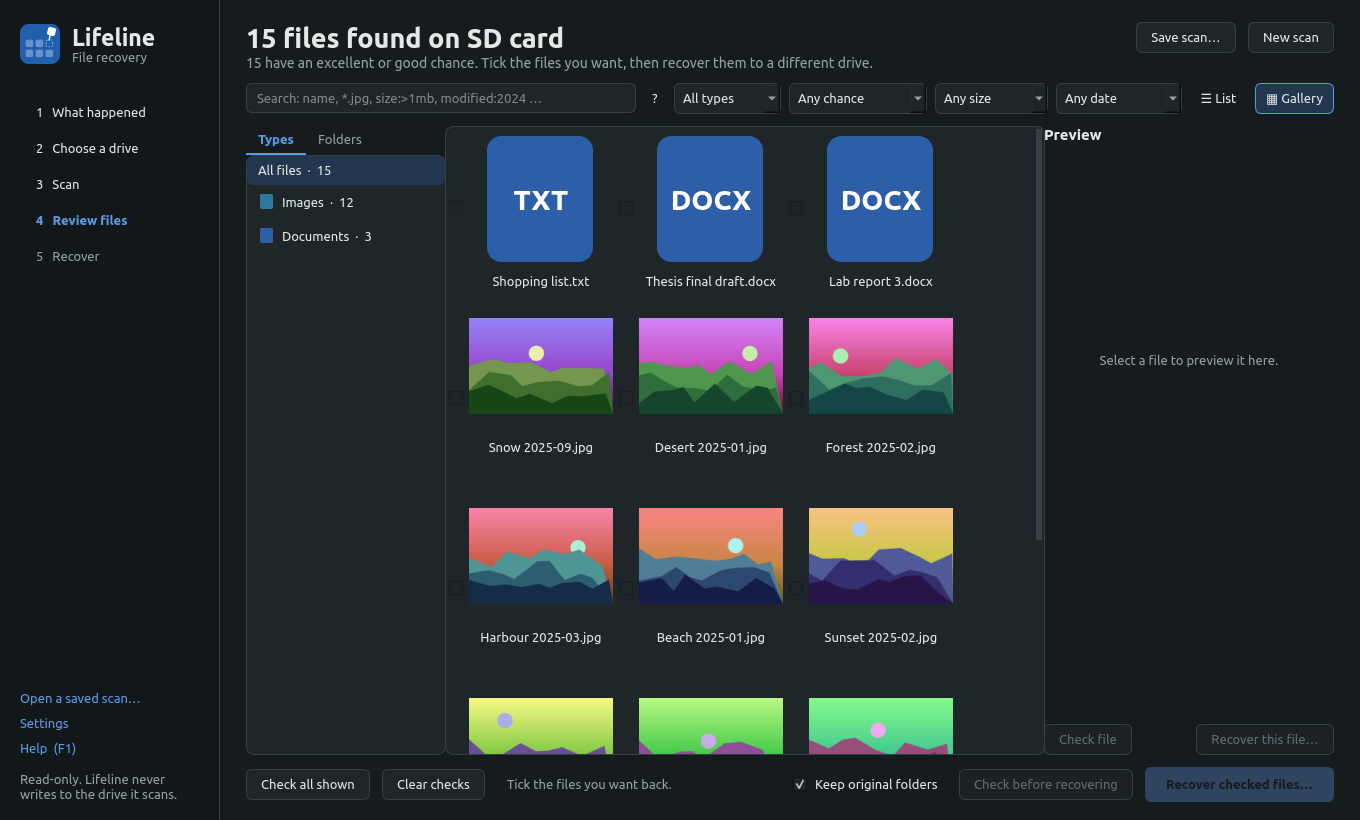 Lifeline
File recovery
1 What happened
2 Choose a drive
3 Scan
4 Review files
5 Recover
Open a saved scan…
Settings
Help (F1)
Read-only. Lifeline never
writes to the drive it scans.
15 files found on SD card
15 have an excellent or good chance. Tick the files you want, then recover them to a different drive.
Save scan…
New scan
Search: name, *.jpg, size:>1mb, modified:2024 …
?
All types
Any chance
Any size
Any date
☰ List
▦ Gallery
Types
Folders
All files · 15
Images · 12
Documents · 3
TXT
DOCX
DOCX
Shopping list.txt
Thesis final draft.docx
Lab report 3.docx
Snow 2025-09.jpg
Desert 2025-01.jpg
Forest 2025-02.jpg
Harbour 2025-03.jpg
Beach 2025-01.jpg
Sunset 2025-02.jpg
Preview
Select a file to preview it here.
Check file
Recover this file…
Check all shown
Clear checks
Tick the files you want back.
Keep original folders
Check before recovering
Recover checked files…